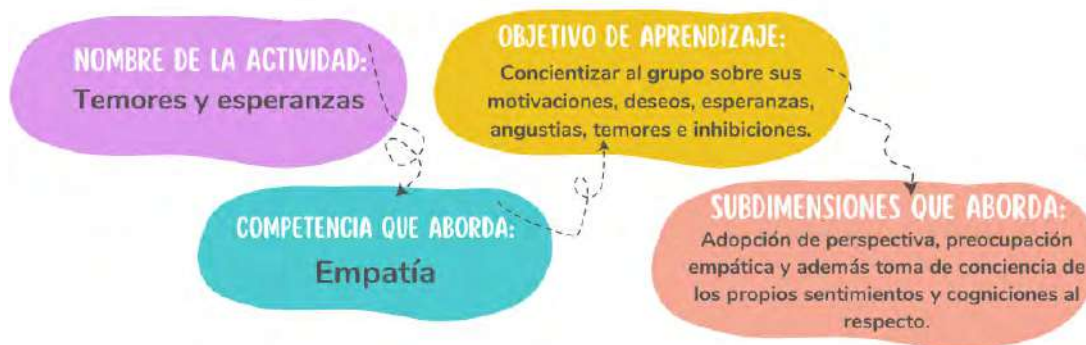 NOMBRE DE LA ACTIVIDAD:
Temores y esperanzas
COMPETENCIA QUE ABORDA:
Empatía
OBJETIVO DE APRENDIZAJE:
Concientizar al grupo sobre sus
motivaciones, deseos, esperanzas,
angustias, temores e inhibiciones.
SUBDIMENSIONES QUE ABORDA:
Adopción de perspectiva, preocupación
empática y además toma de conciencia de
los propios sentimientos y cogniciones al
respecto.